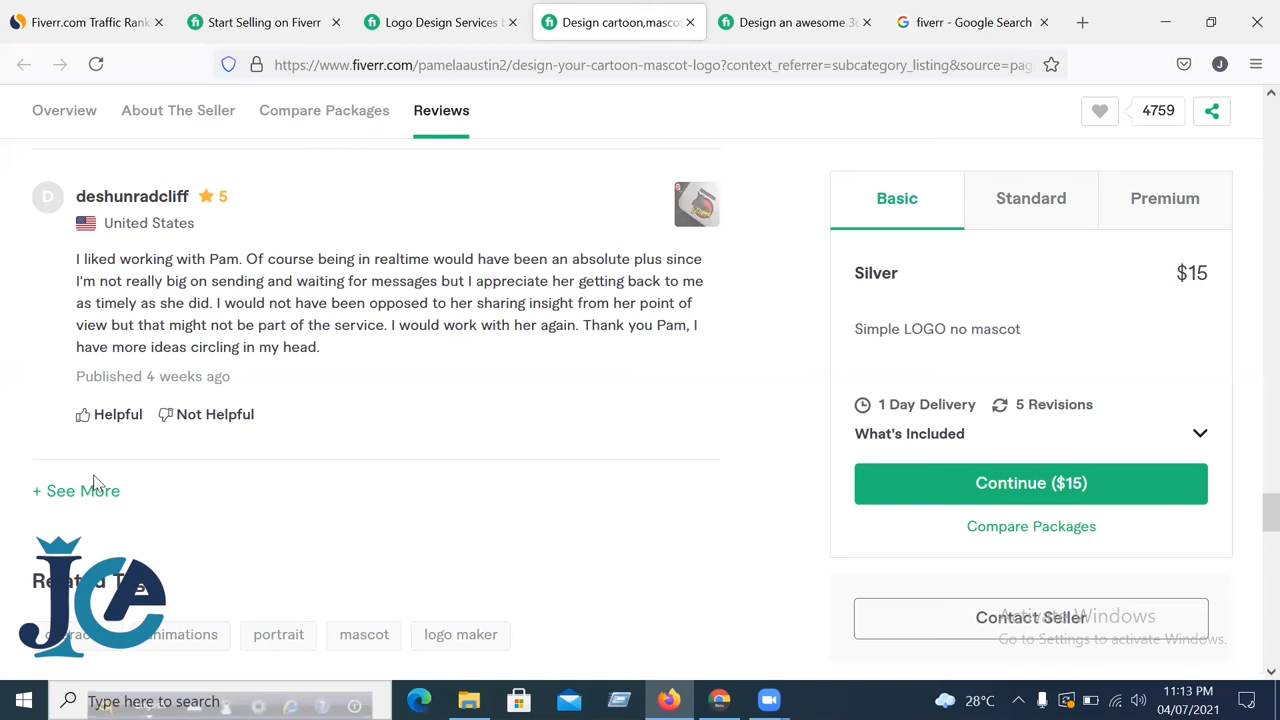 Fiverr.com Traffic Rank
Start Selling on Fiverr
Logo Design Services b
Design cartoon,masco
Design an awesome 3d
fiverr - Google Search
https://www.fiverr.com/pamelaaustin2/design-your-cartoon-mascot-logo?context_referrer=subcategory_listing&source=pag
J
Overview
About The Seller
Compare Packages
Reviews
4759
D
deshunradcliff
5
United States
I liked working with Pam. Of course being in realtime would have been an absolute plus since
I'm not really big on sending and waiting for messages but I appreciate her getting back to me
as timely as she did. I would not have been opposed to her sharing insight from her point of
view but that might not be part of the service. I would work with her again. Thank you Pam, I
have more ideas circling in my head.
Published 4 weeks ago
Helpful
Not Helpful
+ See More
Basic
Standard
Premium
Silver
$15
Simple LOGO no mascot
1 Day Delivery
5 Revisions
What's Included
Continue ($15)
Compare Packages
Contact Seller
Activate Windows
Go to Settings to activate Windows.
portrait
mascot
logo maker
Type here to search
28°C
11:13 PM
04/07/2021